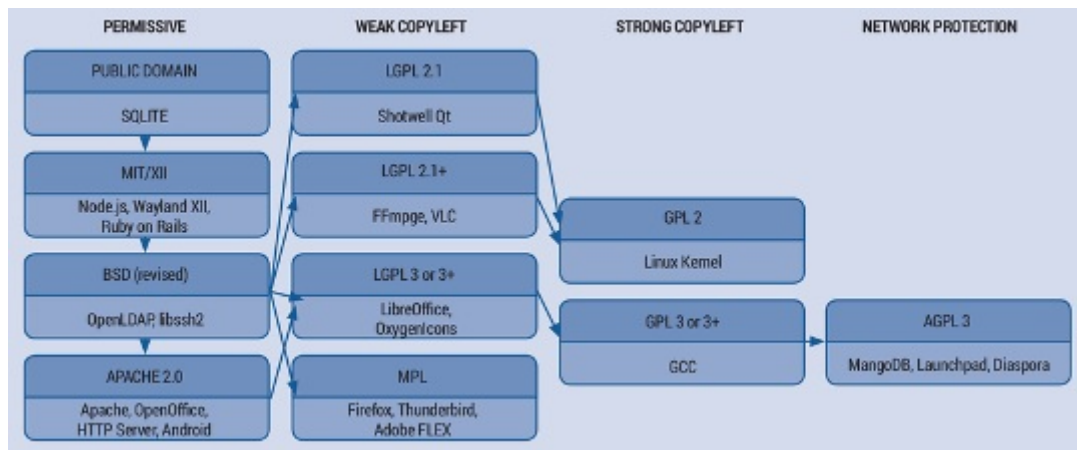 PERMISSIVE
WEAK COPYLEFT
STRONG COPYLEFT
NETWORK PROTECTION
PUBLIC DOMAIN
SQLITE
MIT/XII
Node.js, Wayland XII,
Ruby on Rails
BSD (revised)
OpenLDAP, libssh2
APACHE 2.0
Apache, OpenOffice,
HTTP Server, Android
LGPL 2.1
Shotwell Qt
LGPL 2.1+
FFmpge, VLC
LGPL 3 or 3+
LibreOffice,
OxygenIcons
MPL
Firefox, Thunderbird,
Adobe FLEX
GPL 2
Linux Kernel
GPL 3 or 3+
GCC
AGPL 3
MangoDB, Launchpad, Diaspora